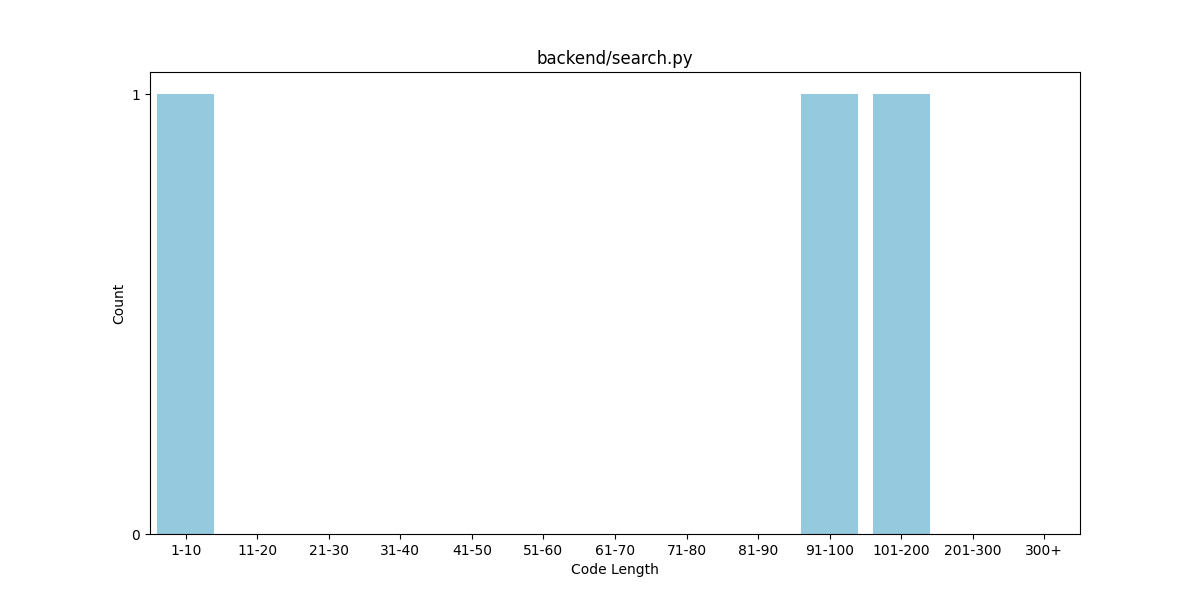 backend/search.py
1
0
Count
1-10 11-20 21-30 31-40 41-50 51-60 61-70 71-80 81-90 91-100 101-200 201-300 300+
Code Length